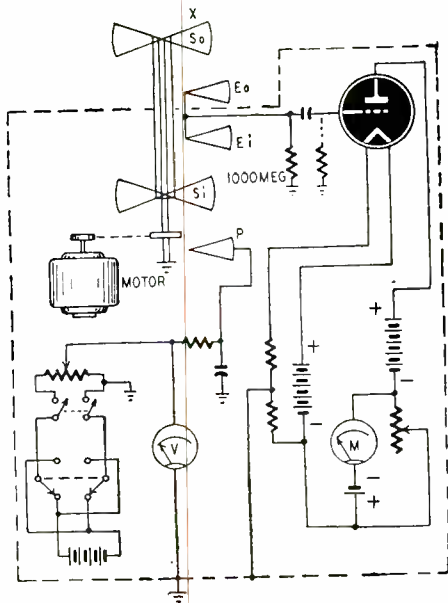 X
So
Eo
Ei
1000MEG
Si
P
MOTOR
+
+
-
V
-
M
-
+